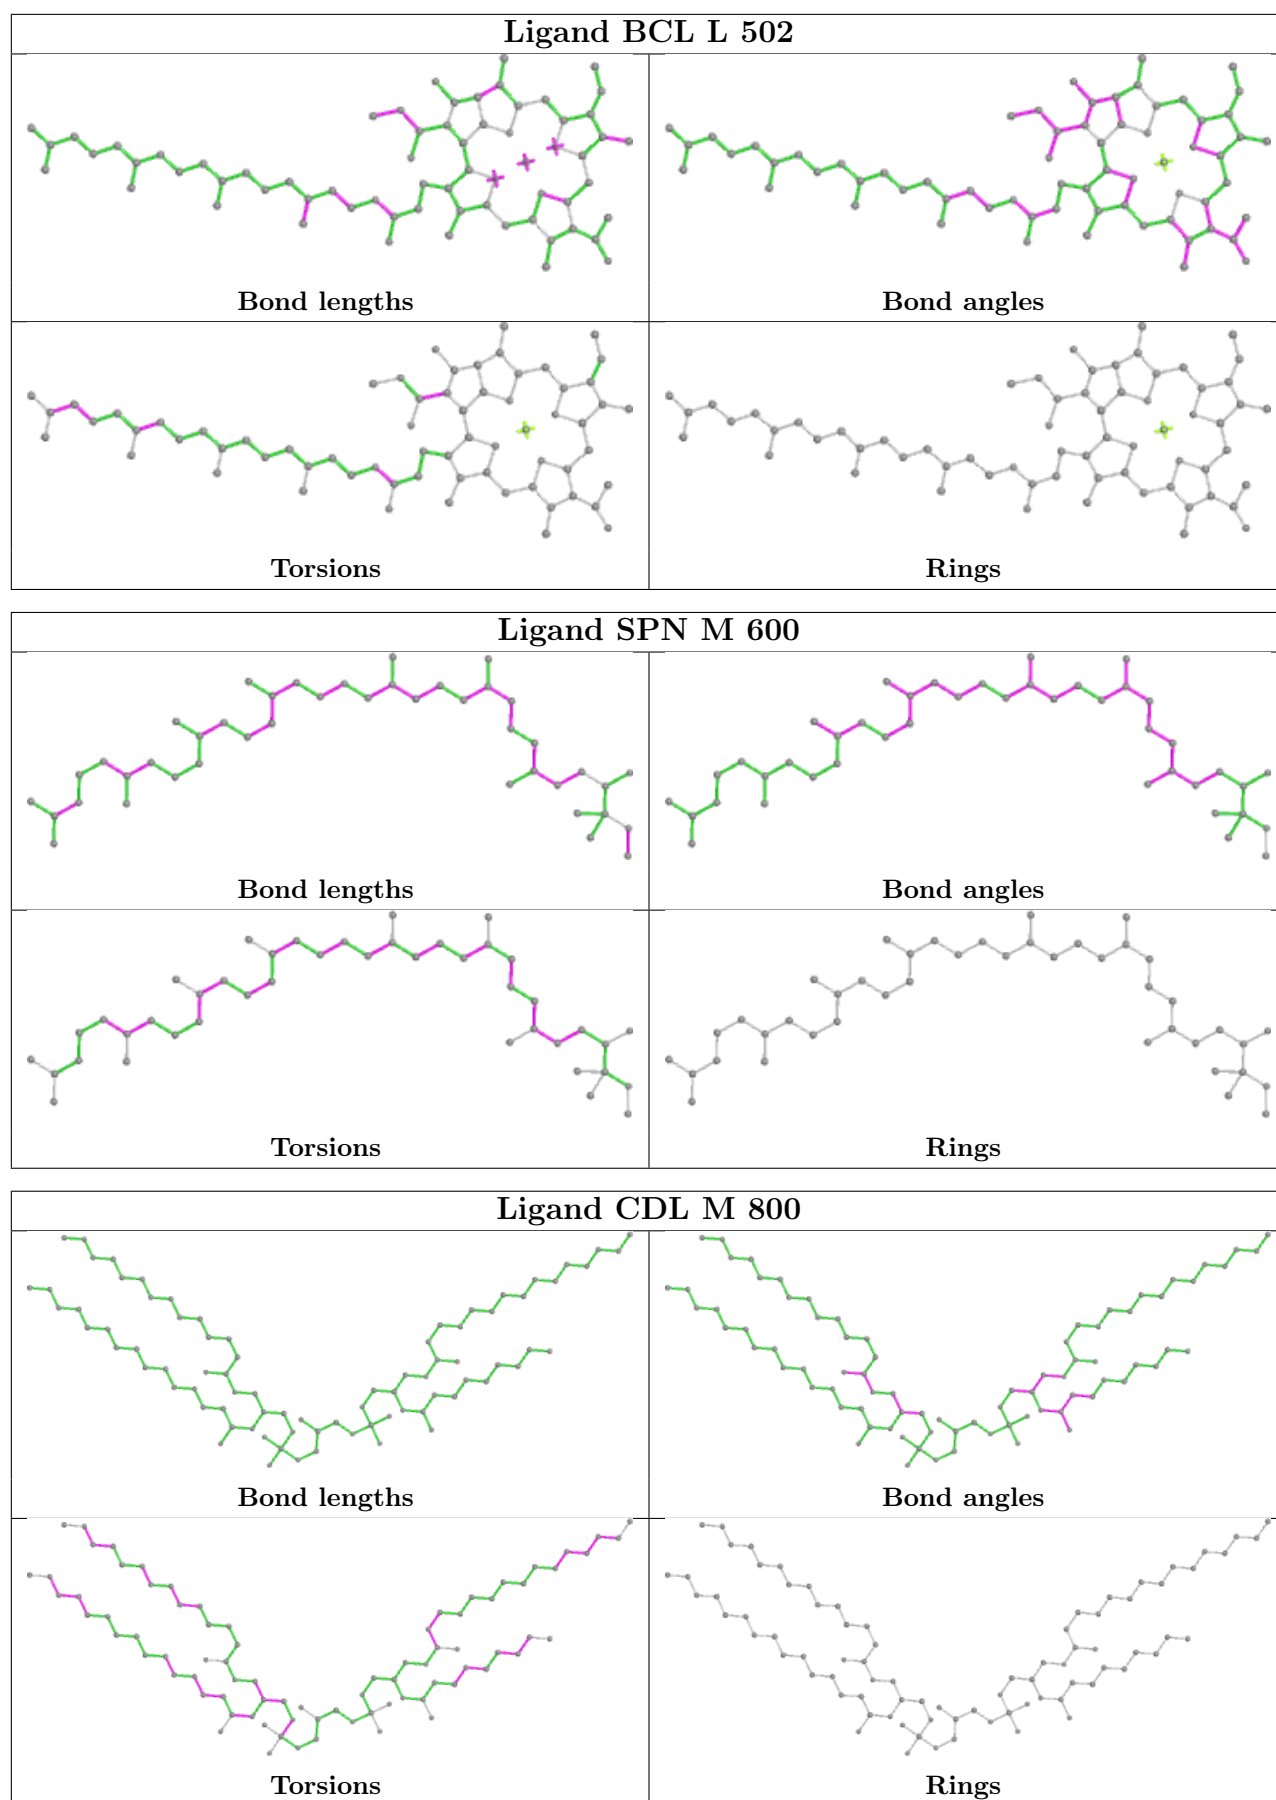 Ligand BCL L 502
Bond lengths
Bond angles
Torsions
Rings
Ligand SPN M 600
Bond lengths
Bond angles
Torsions
Rings
Ligand CDL M 800
Bond lengths
Bond angles
Torsions
Rings